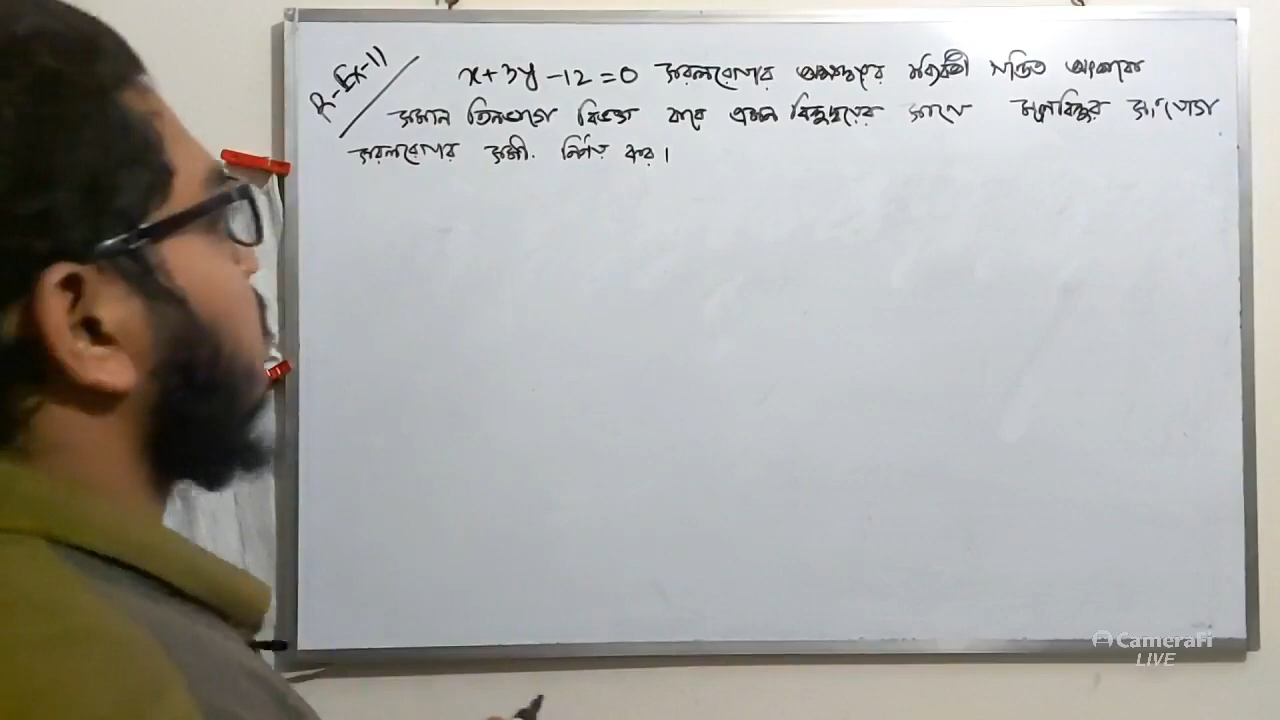 R-Ex-11
x+3y-12=0 সরলরেখার অক্ষদ্বয়ের মধ্যবর্তী খন্ডিত অংশকে
সমান তিনভাগে বিভক্ত করে এমন বিন্দুদ্বয়ের সাথে মূলবিন্দুর সংযোগ
সরলরেখার সমী. নির্ণয় কর।
CameraFi
LIVE